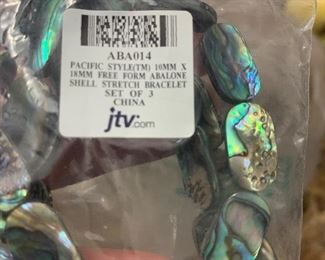 ABA014
PACIFIC STYLE(TM) 10MM X
18MM FREE FORM ABALONE
SHELL STRETCH BRACELET
SET OF 3
CHINA
jtv.com